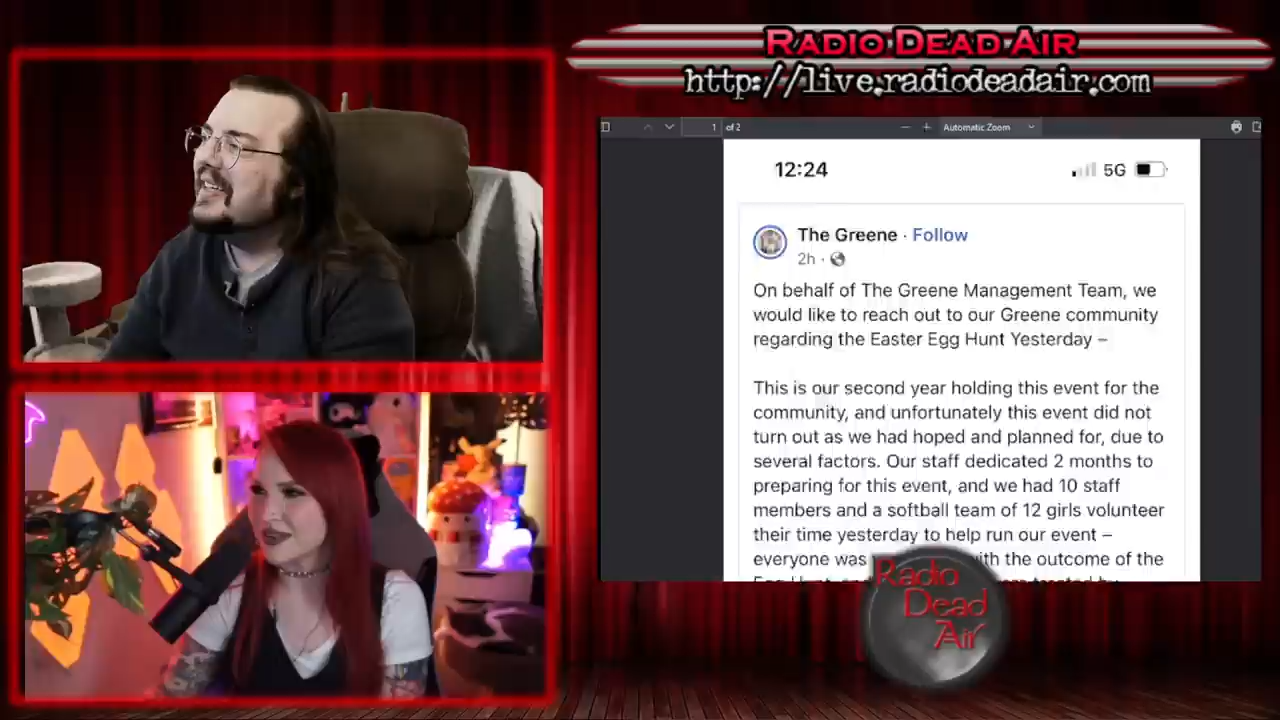 Radio Dead Air
http://live.radiodeadair.com
1 of 2
Automatic Zoom
12:24
5G
The Greene · Follow
2h ·
On behalf of The Greene Management Team, we
would like to reach out to our Greene community
regarding the Easter Egg Hunt Yesterday –
This is our second year holding this event for the
community, and unfortunately this event did not
turn out as we had hoped and planned for, due to
several factors. Our staff dedicated 2 months to
preparing for this event, and we had 10 staff
members and a softball team of 12 girls volunteer
their time yesterday to help run our event –
everyone was with the outcome of the
Radio
Dead
Air